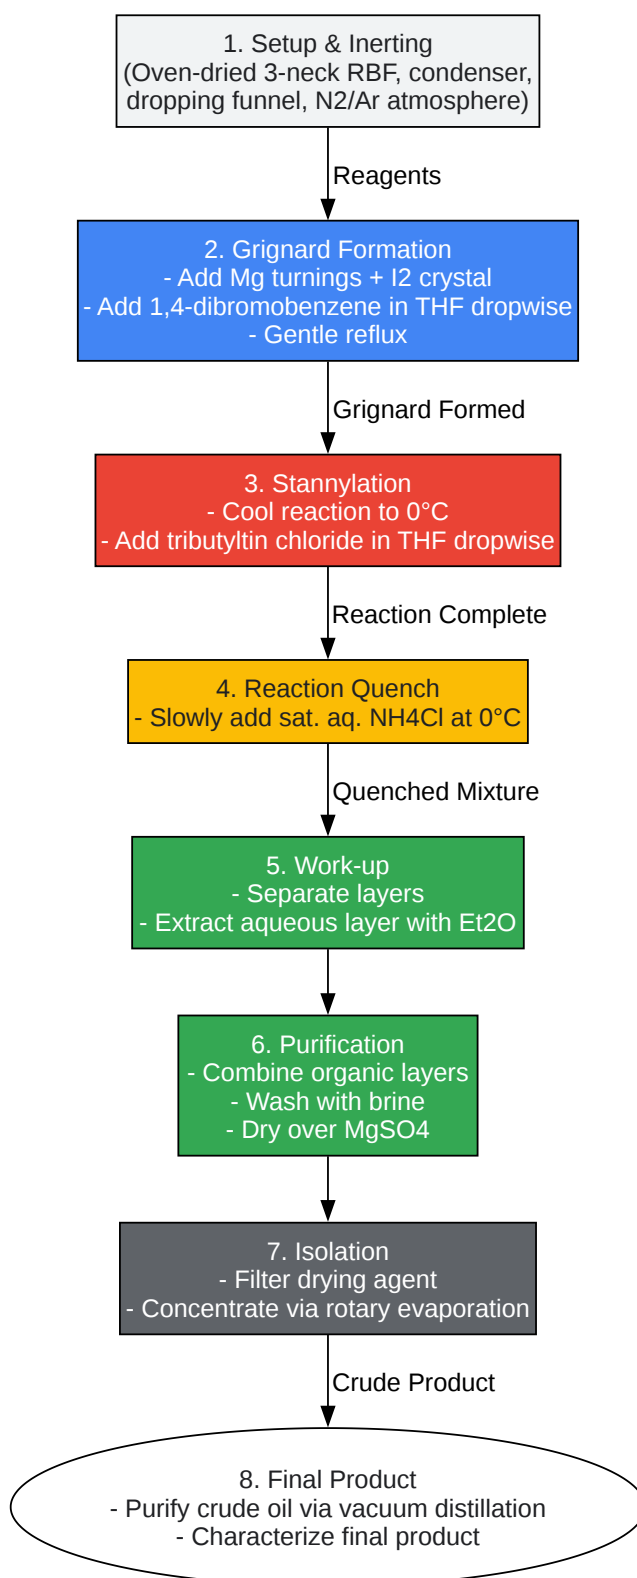 1. Setup & Inerting
(Oven-dried 3-neck RBF, condenser,
dropping funnel, N2/Ar atmosphere)
Reagents
2. Grignard Formation
- Add Mg turnings + I2 crystal
- Add 1,4-dibromobenzene in THF dropwise
- Gentle reflux
Grignard Formed
3. Stannylation
- Cool reaction to 0°C
- Add tributyltin chloride in THF dropwise
Reaction Complete
4. Reaction Quench
- Slowly add sat. aq. NH4Cl at 0°C
Quenched Mixture
5. Work-up
- Separate layers
- Extract aqueous layer with Et2O
6. Purification
- Combine organic layers
- Wash with brine
- Dry over MgSO4
7. Isolation
- Filter drying agent
- Concentrate via rotary evaporation
Crude Product
8. Final Product
- Purify crude oil via vacuum distillation
- Characterize final product